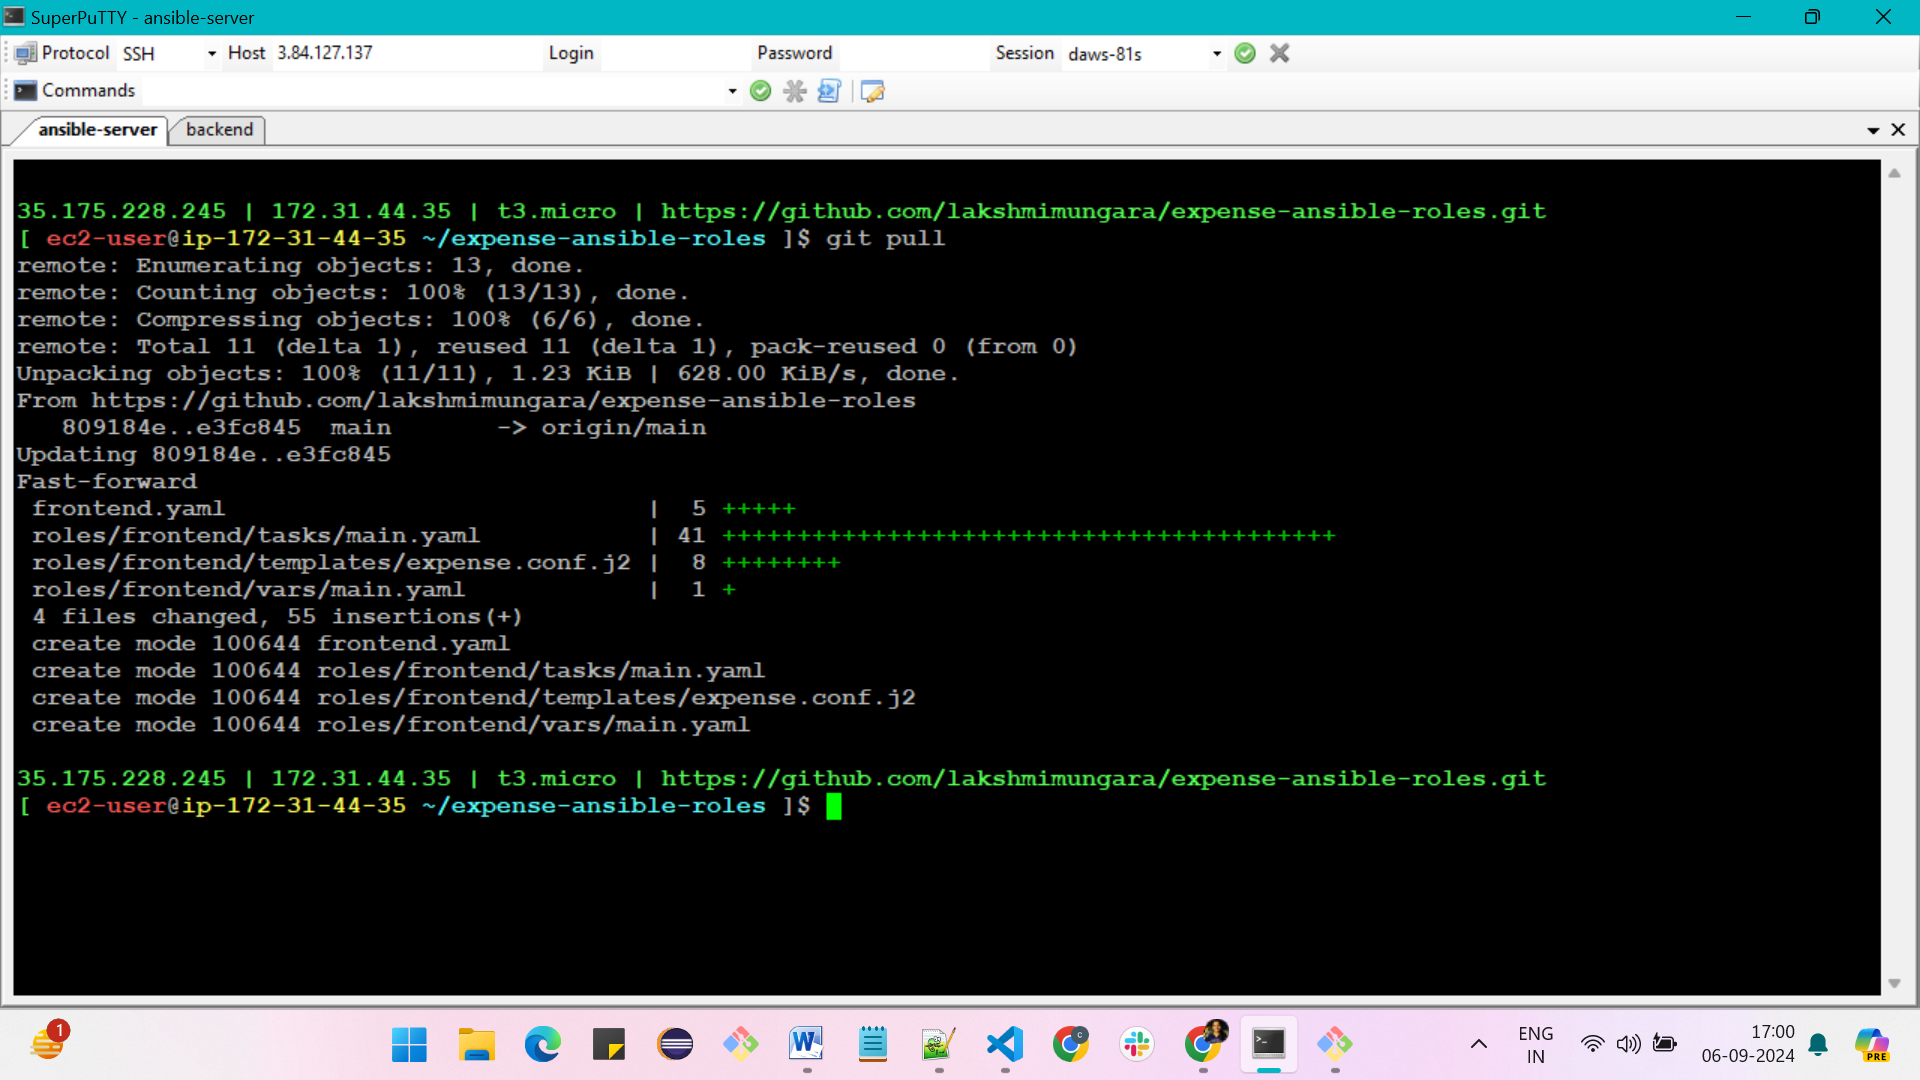 SuperPuTTY - ansible-server
Protocol SSH Host 3.84.127.137 Login Password Session daws-81s
Commands
ansible-server backend
35.175.228.245 | 172.31.44.35 | t3.micro | https://github.com/lakshmimungara/expense-ansible-roles.git
[ ec2-user@ip-172-31-44-35 ~/expense-ansible-roles ]$ git pull
remote: Enumerating objects: 13, done.
remote: Counting objects: 100% (13/13), done.
remote: Compressing objects: 100% (6/6), done.
remote: Total 11 (delta 1), reused 11 (delta 1), pack-reused 0 (from 0)
Unpacking objects: 100% (11/11), 1.23 KiB | 628.00 KiB/s, done.
From https://github.com/lakshmimungara/expense-ansible-roles
   809184e..e3fc845  main       -> origin/main
Updating 809184e..e3fc845
Fast-forward
 frontend.yaml                            |  5 +++++
 roles/frontend/tasks/main.yaml           | 41 +++++++++++++++++++++++++++++++++++++++++
 roles/frontend/templates/expense.conf.j2 |  8 ++++++++
 roles/frontend/vars/main.yaml            |  1 +
 4 files changed, 55 insertions(+)
 create mode 100644 frontend.yaml
 create mode 100644 roles/frontend/tasks/main.yaml
 create mode 100644 roles/frontend/templates/expense.conf.j2
 create mode 100644 roles/frontend/vars/main.yaml
35.175.228.245 | 172.31.44.35 | t3.micro | https://github.com/lakshmimungara/expense-ansible-roles.git
[ ec2-user@ip-172-31-44-35 ~/expense-ansible-roles ]$
1
ENG
IN
17:00
06-09-2024
PRE